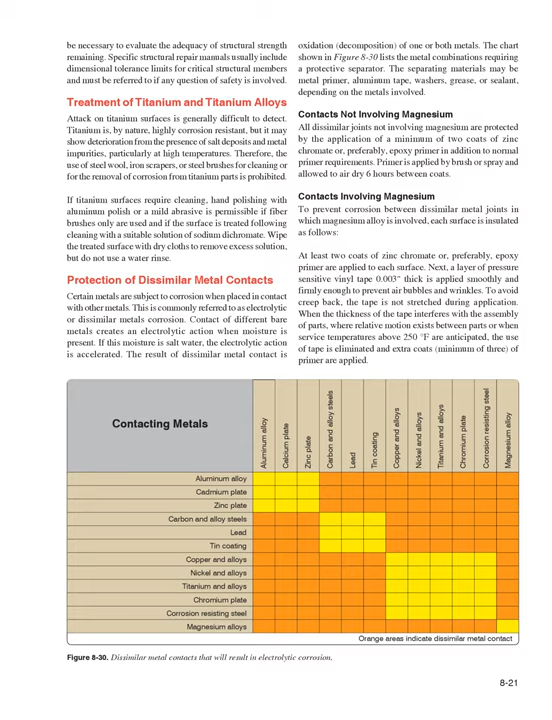 be necessary to evaluate the adequacy of structural strength
remaining. Specific structural repair manuals usually include
dimensional tolerance limits for critical structural members
and must be referred to if any question of safety is involved.
Treatment of Titanium and Titanium Alloys
Attack on titanium surfaces is generally difficult to detect.
Titanium is, by nature, highly corrosion resistant, but it may
show deterioration from the presence of salt deposits and metal
impurities, particularly at high temperatures. Therefore, the
use of steel wool, iron scrapers, or steel brushes for cleaning or
for the removal of corrosion from titanium parts is prohibited.
If titanium surfaces require cleaning, hand polishing with
aluminum polish or a mild abrasive is permissible if fiber
brushes only are used and if the surface is treated following
cleaning with a suitable solution of sodium dichromate. Wipe
the treated surface with dry cloths to remove excess solution,
but do not use a water rinse.
Protection of Dissimilar Metal Contacts
Certain metals are subject to corrosion when placed in contact
with other metals. This is commonly referred to as electrolytic
or dissimilar metals corrosion. Contact of different bare
metals creates an electrolytic action when moisture is
present. If this moisture is salt water, the electrolytic action
is accelerated. The result of dissimilar metal contact is
oxidation (decomposition) of one or both metals. The chart
shown in Figure 8-30 lists the metal combinations requiring
a protective separator. The separating materials may be
metal primer, aluminum tape, washers, grease, or sealant,
depending on the metals involved.
Contacts Not Involving Magnesium
All dissimilar joints not involving magnesium are protected
by the application of a minimum of two coats of zinc
chromate or, preferably, epoxy primer in addition to normal
primer requirements. Primer is applied by brush or spray and
allowed to air dry 6 hours between coats.
Contacts Involving Magnesium
To prevent corrosion between dissimilar metal joints in
which magnesium alloy is involved, each surface is insulated
as follows:
At least two coats of zinc chromate or, preferably, epoxy
primer are applied to each surface. Next, a layer of pressure
sensitive vinyl tape 0.003" thick is applied smoothly and
firmly enough to prevent air bubbles and wrinkles. To avoid
creep back, the tape is not stretched during application.
When the thickness of the tape interferes with the assembly
of parts, where relative motion exists between parts or when
service temperatures above 250 °F are anticipated, the use
of tape is eliminated and extra coats (minimum of three) of
primer are applied.
Contacting Metals
Aluminum alloy
Calcium plate
Zinc plate
Carbon and alloy steels
Lead
Tin coating
Copper and alloys
Nickel and alloys
Titanium and alloys
Chromium plate
Corrosion resisting steel
Magnesium alloy
Aluminum alloy
Cadmium plate
Zinc plate
Carbon and alloy steels
Lead
Tin coating
Copper and alloys
Nickel and alloys
Titanium and alloys
Chromium plate
Corrosion resisting steel
Magnesium alloys
Orange areas indicate dissimilar metal contact
Figure 8-30. Dissimilar metal contacts that will result in electrolytic corrosion.
8-21